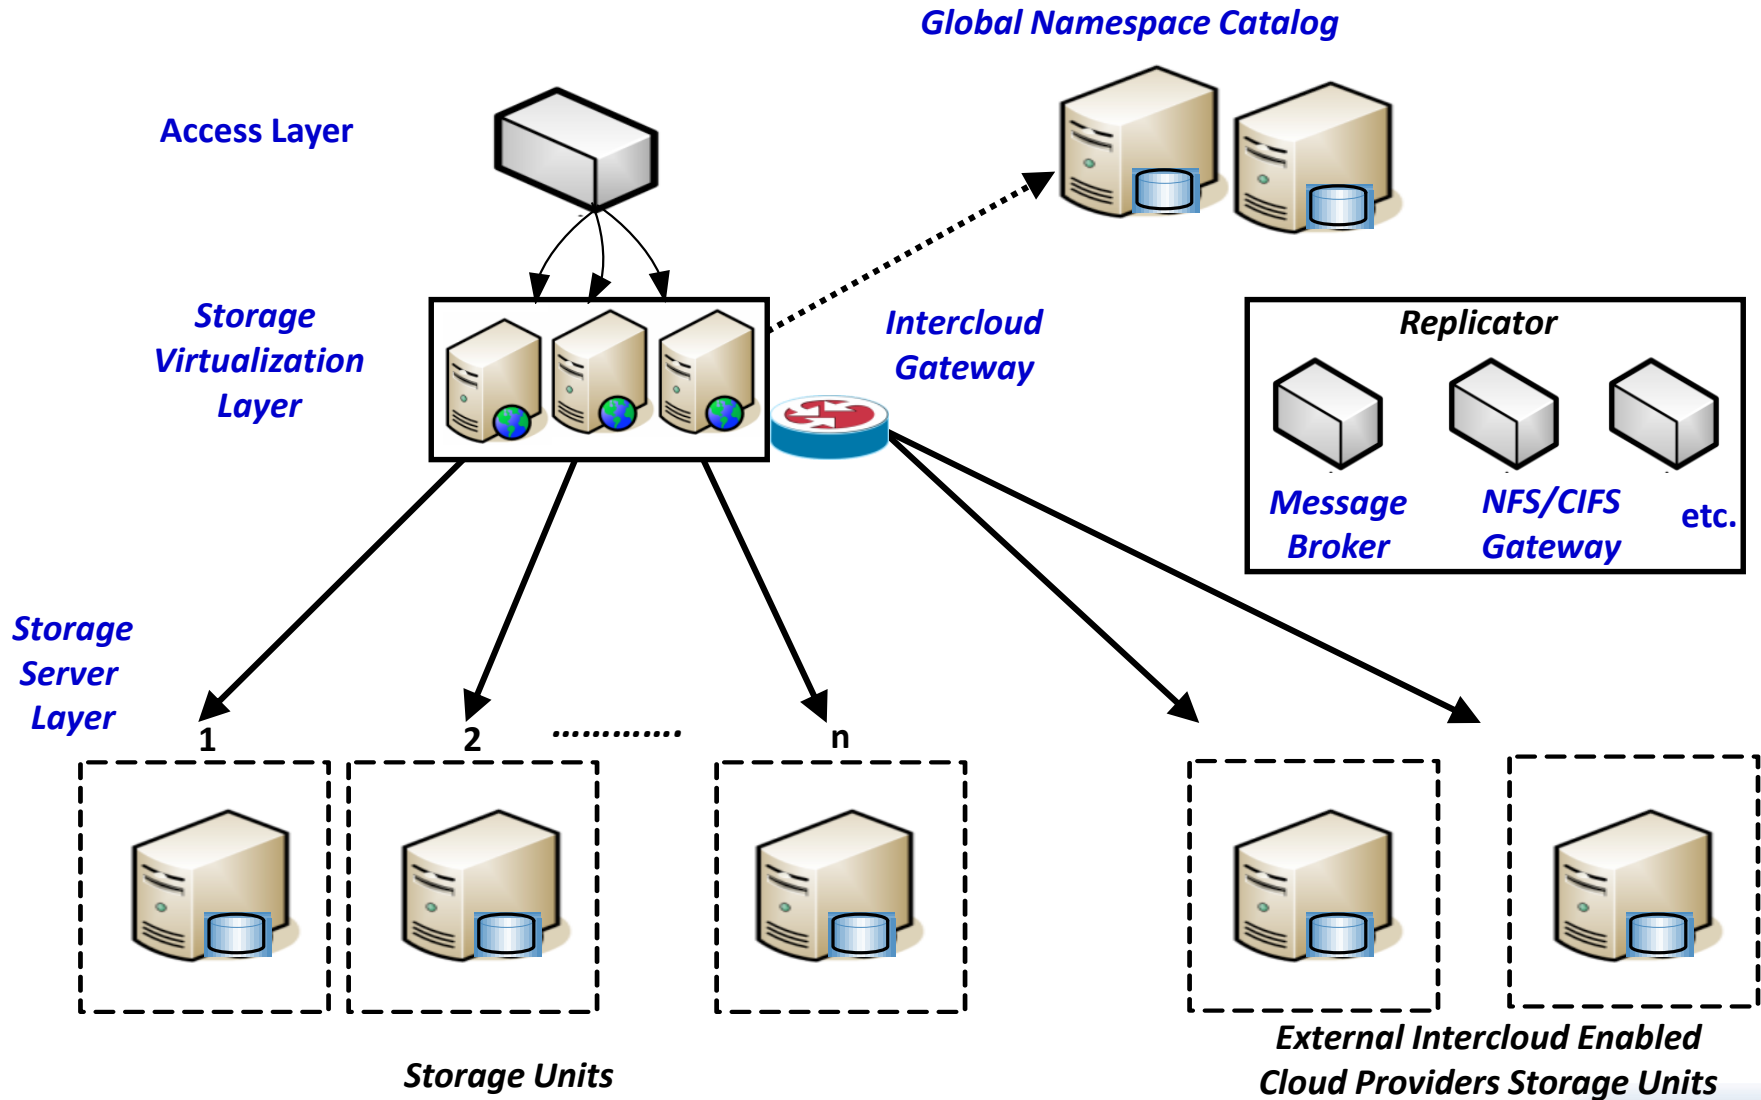 Global Namespace Catalog
Access Layer
Storage
Virtualization
Layer
Intercloud
Gateway
Replicator
Message
Broker
NFS/CIFS
Gateway
etc.
Storage
Server
Layer
1
2
.............
n
Storage Units
External Intercloud Enabled
Cloud Providers Storage Units